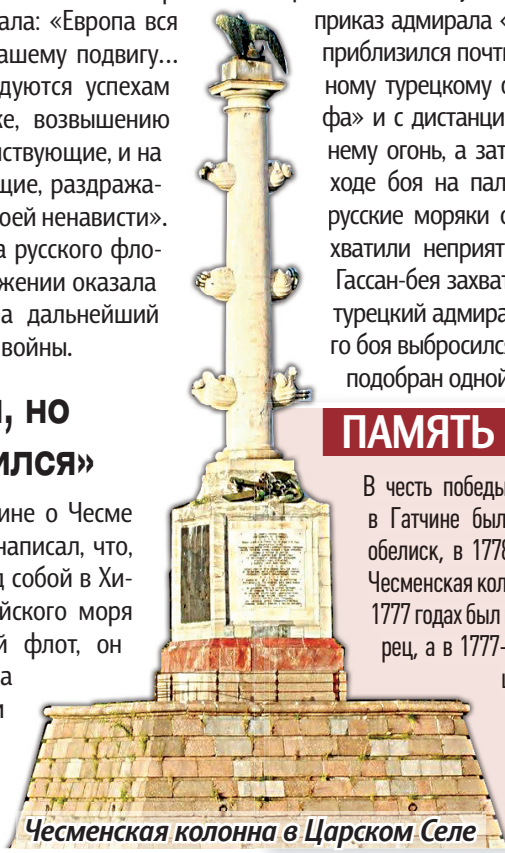 ала: «Европа вся
ашему подвигу…
дуются успехам
ке, возвышению
йствующие, и на
щие, раздража-
воей ненависти».
а русского фло-
ажении оказала
а дальнейший
войны.
, но
ился»
ине о Чесме
написал, что,
д собой в Хи-
йского моря
й флот, он
а
и
приказ адмирала «
приблизился почти
ному турецкому с
фа» и с дистанци
нему огонь, а зат
ходе боя на пал
русские моряки с
хватили неприят
Гассан-бея захват
турецкий адмира
го боя выбросился
подобран одной
ПАМЯТЬ
В честь победы
в Гатчине был
обелиск, в 1778
Чесменская кол
1777 годах был
рец, а в 1777-
ц
Чесменская колонна в Царском Селе